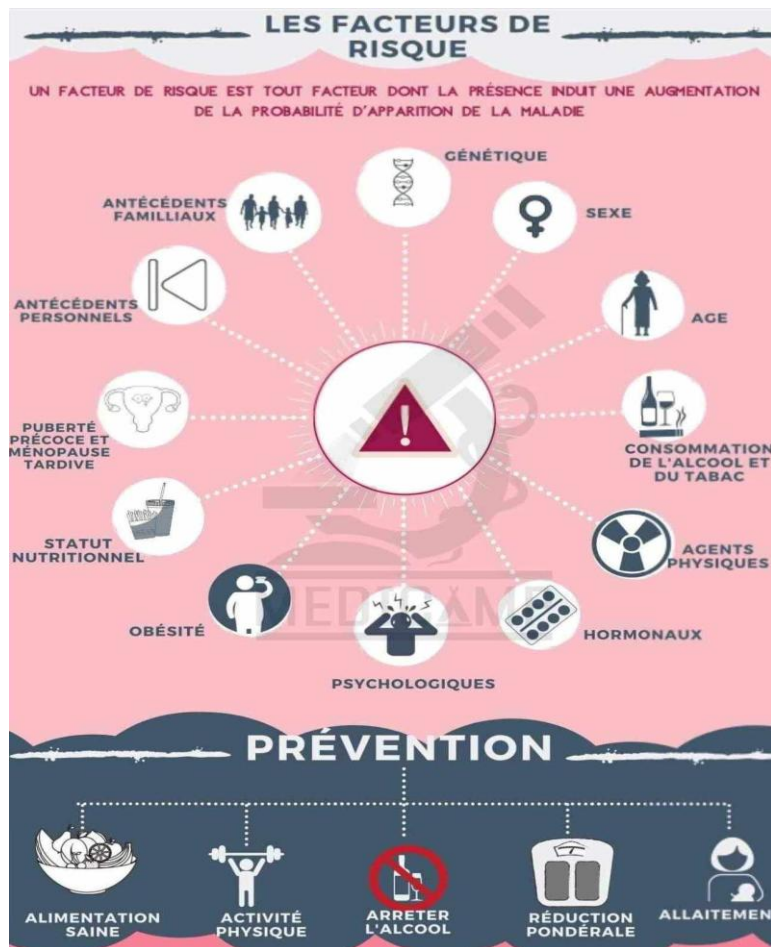 LES FACTEURS DE
RISQUE
UN FACTEUR DE RISQUE EST TOUT FACTEUR DONT LA PRÉSENCE INDUIT UNE AUGMENTATION
DE LA PROBABILITÉ D'APPARITION DE LA MALADIE
GÉNÉTIQUE
ANTÉCÉDENTS
FAMILLIAUX
SEXE
ANTÉCÉDENTS
PERSONNELS
AGE
PUBERTÉ
PRÉCOCE ET
MÉNOPAUSE
TARDIVE
CONSOMMATION
DE L'ALCOOL ET
DU TABAC
STATUT
NUTRITIONNEL
AGENTS
PHYSIQUES
OBÉSITÉ
HORMONAUX
PSYCHOLOGIQUES
MEDICAME
PRÉVENTION
ALIMENTATION
SAINE
ACTIVITÉ
PHYSIQUE
ARRETER
L'ALCOOL
RÉDUCTION
PONDÉRALE
ALLAITEMEN